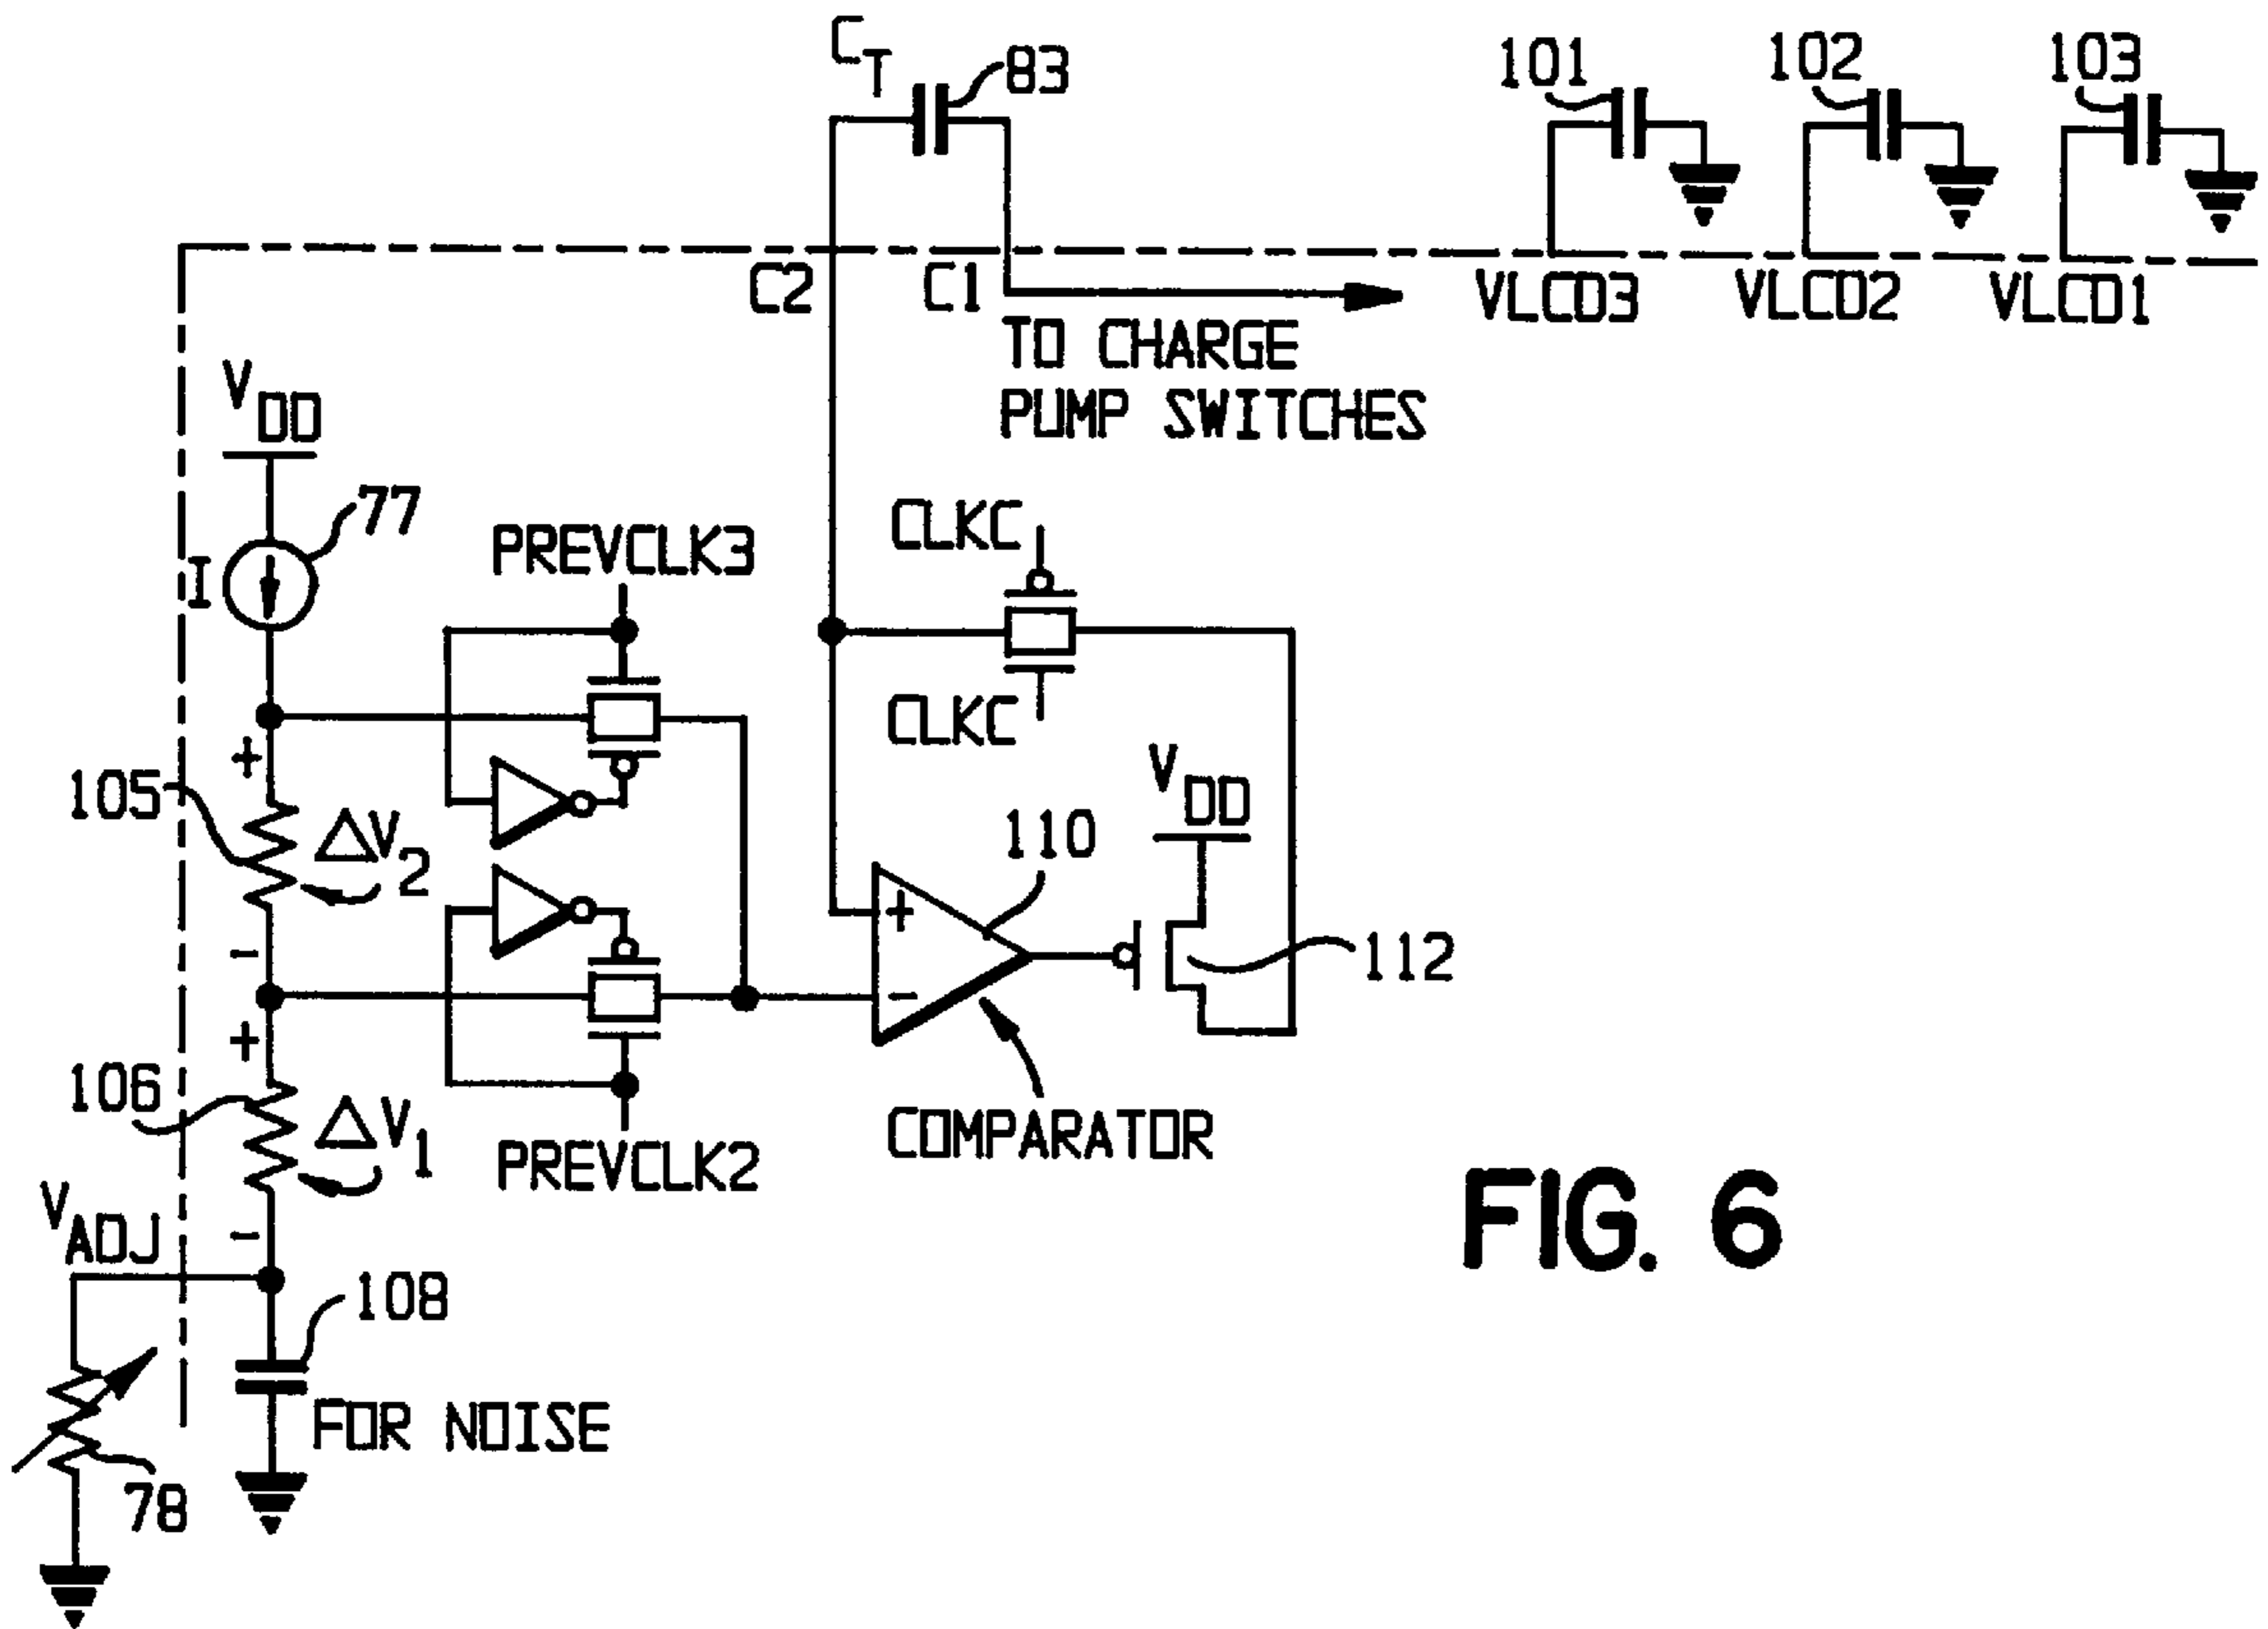 C_T
83
101
102
103
C2
C1
VLCD3
VLCD2
VLCD1
TO CHARGE
PUMP SWITCHES
V_DD
77
I
PREVCLK3
CLKC
CLKC
+
105
ΔV_2
-
V_DD
110
+
-
112
+
106
ΔV_1
-
PREVCLK2
COMPARATOR
V_ADJ
108
FOR NOISE
78
FIG. 6